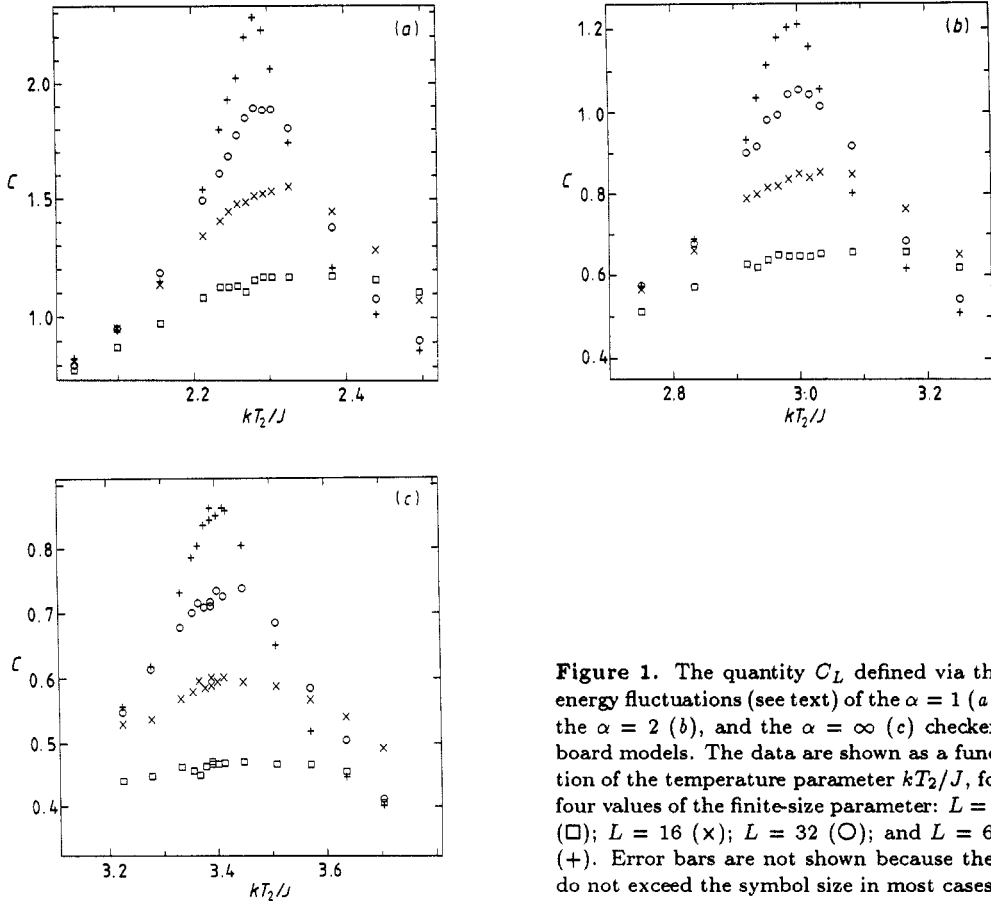 (a)
2.0
1.5
1.0
C
2.2 2.4
kT₂/J
(b)
1.2
1.0
0.8
0.6
0.4
C
2.8 3·0 3.2
kT₂/J
(c)
0.8
0.7
0.6
0.5
0.4
C
3.2 3.4 3.6
kT₂/J
Figure 1. The quantity C_L defined via th
energy fluctuations (see text) of the α = 1 (a
the α = 2 (b), and the α = ∞ (c) checker
board models. The data are shown as a func
tion of the temperature parameter kT₂/J, fo
four values of the finite-size parameter: L =
(□); L = 16 (×); L = 32 (○); and L = 6
(+). Error bars are not shown because the
do not exceed the symbol size in most cases